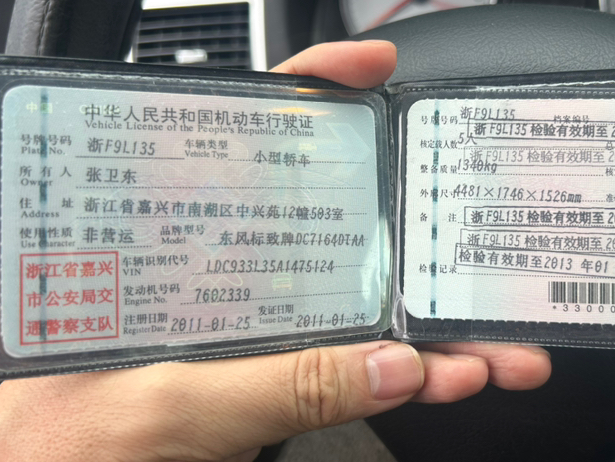 中华人民共和国机动车行驶证
Vehicle License of the People's Republic of China
号牌号码 浙F9L135 车辆类型 小型轿车
Plate No. Vehicle Type
所有人 张卫东
Owner
住址 浙江省嘉兴市南湖区中兴苑12幢503室
Address
使用性质 非营运 品牌型号 东风标致牌DC7164DTAA
Use Character Model
浙江省嘉兴
市公安局交
通警察支队
车辆识别代号 LDC933L35A1475124
VIN
发动机号码 7602339
Engine No.
注册日期 2011-01-25 发证日期 2011-01-25
Register Date Issue Date
号牌号码 浙F9L135 档案编号
浙F9L135 检验有效期至2
核定载人数 5人
浙F9L135 检验有效期至2
整备质量 1340kg
外廓尺寸 4481×1746×1526mm
备注 浙F9L135 检验有效期至2
浙F9L135 检验有效期至2
检验有效期至2013 年01
检验记录
*33000